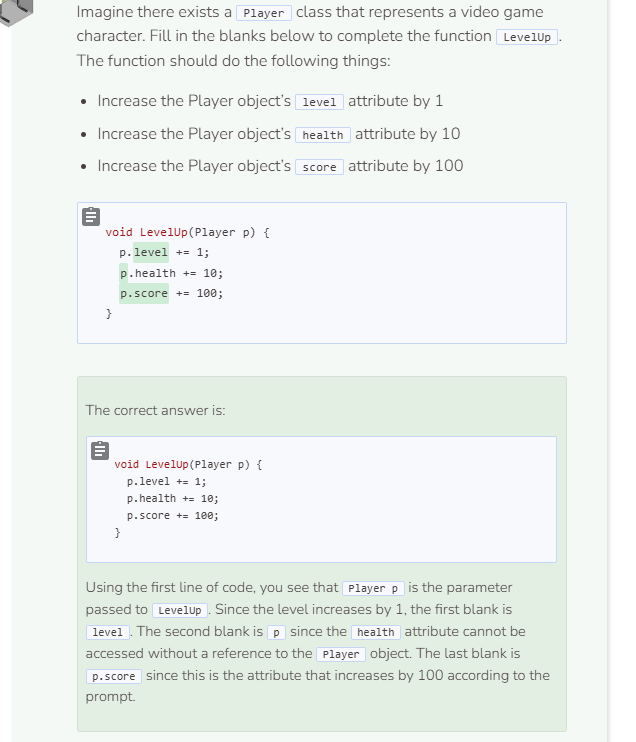 Imagine there exists a Player class that represents a video game
character. Fill in the blanks below to complete the function LevelUp .
The function should do the following things:
• Increase the Player object's level attribute by 1
• Increase the Player object's health attribute by 10
• Increase the Player object's score attribute by 100
void LevelUp(Player p) {
p.level += 1;
p.health += 10;
p.score += 100;
}
The correct answer is:
void LevelUp(Player p) {
p.level += 1;
p.health += 10;
p.score += 100;
}
Using the first line of code, you see that Player p is the parameter
passed to LevelUp . Since the level increases by 1, the first blank is
level . The second blank is p since the health attribute cannot be
accessed without a reference to the Player object. The last blank is
p.score since this is the attribute that increases by 100 according to the
prompt.